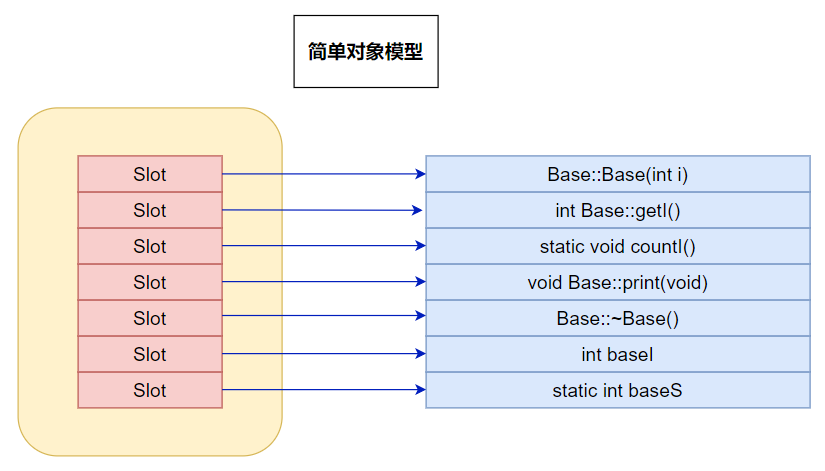 简单对象模型
Slot Base::Base(int i)
Slot int Base::getI()
Slot static void countI()
Slot void Base::print(void)
Slot Base::~Base()
Slot int baseI
Slot static int baseS